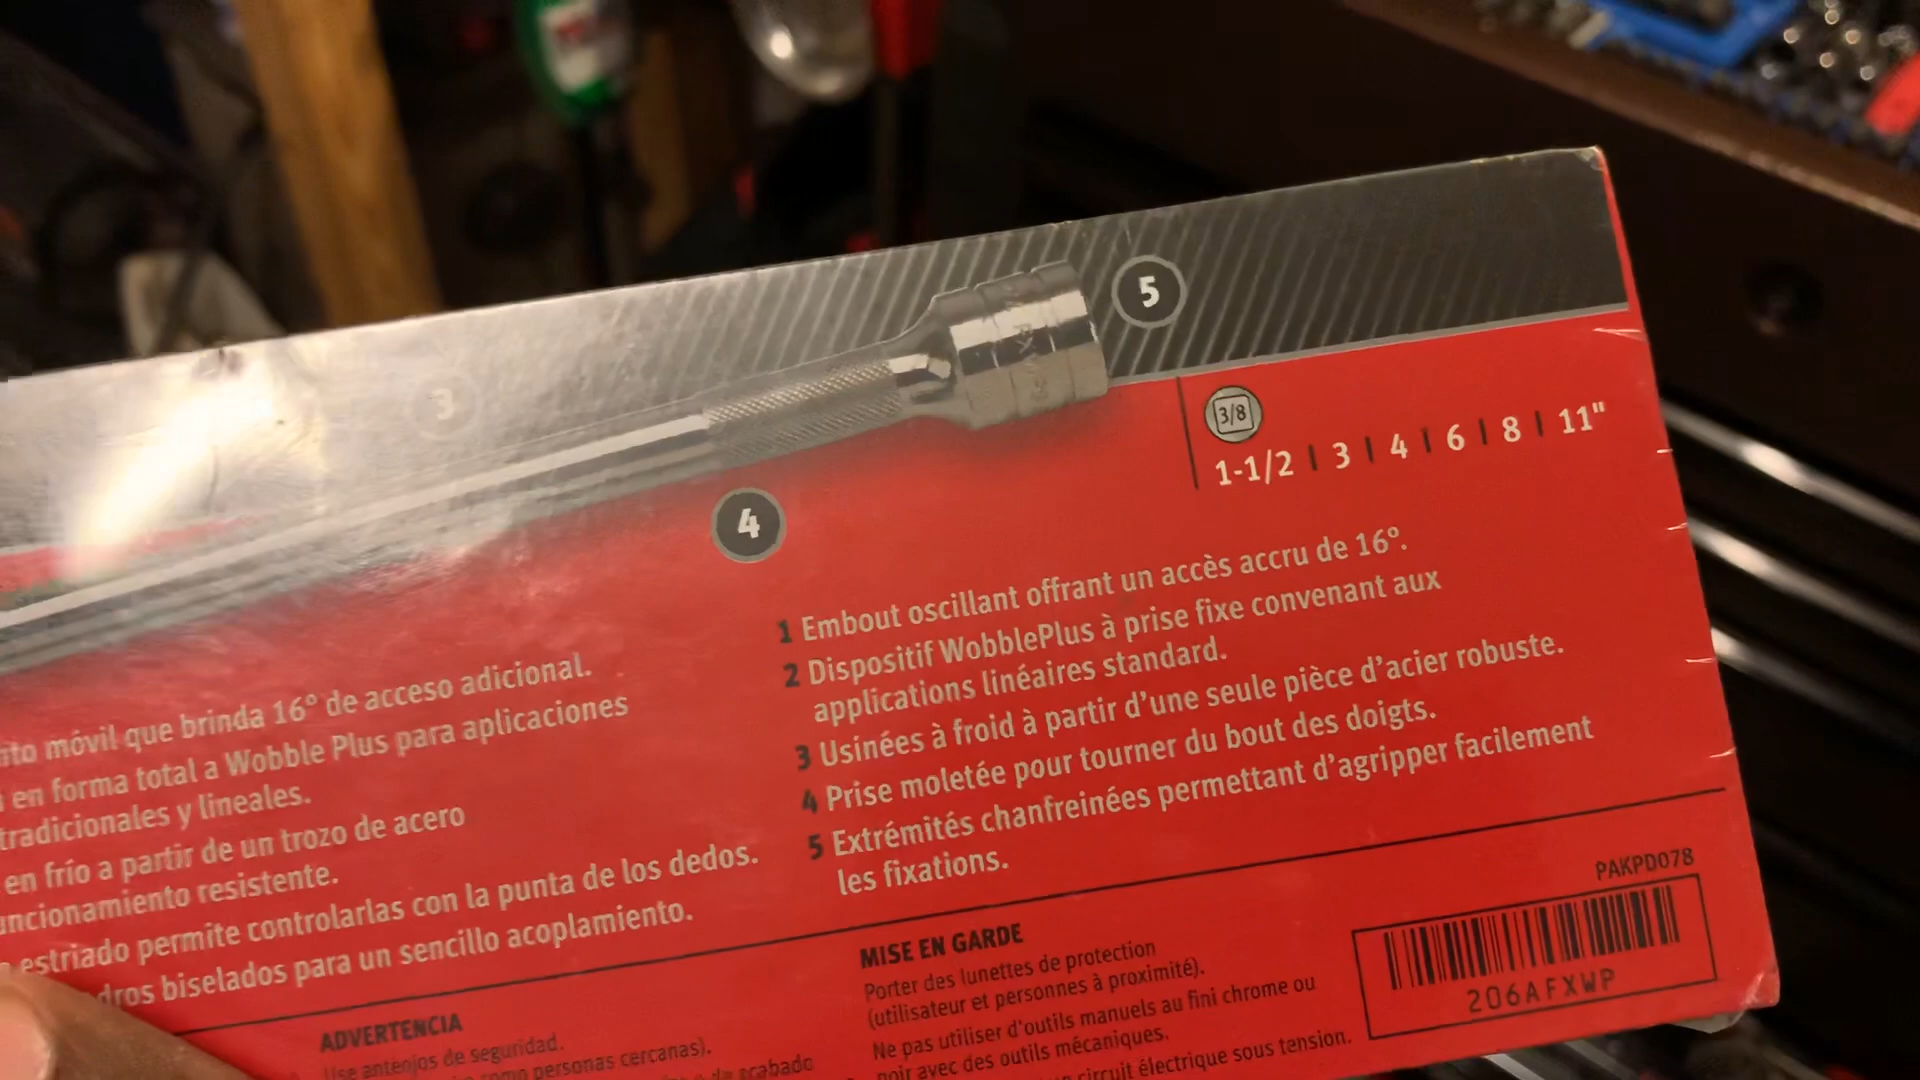 3
5
3/8
1-1/2 | 3 | 4 | 6 | 8 | 11"
4
móvil que brinda 16° de acceso adicional.
en forma total a Wobble Plus para aplicaciones
tradicionales y lineales.
en frío a partir de un trozo de acero
resistente.
estriado permite controlarlas con la punta de los dedos.
biselados para un sencillo acoplamiento.
1 Embout oscillant offrant un accès accru de 16°.
2 Dispositif WobblePlus à prise fixe convenant aux
applications linéaires standard.
3 Usinées à froid à partir d'une seule pièce d'acier robuste.
4 Prise moletée pour tourner du bout des doigts.
5 Extrémités chanfreinées permettant d'agripper facilement
les fixations.
ADVERTENCIA
Use anteojos de seguridad.
como personas cercanas).
acabado
MISE EN GARDE
Porter des lunettes de protection
(utilisateur et personnes à proximité).
Ne pas utiliser d'outils manuels au fini chrome ou
noir avec des outils mécaniques.
circuit électrique sous tension.
PAKPD078
206AFXWP